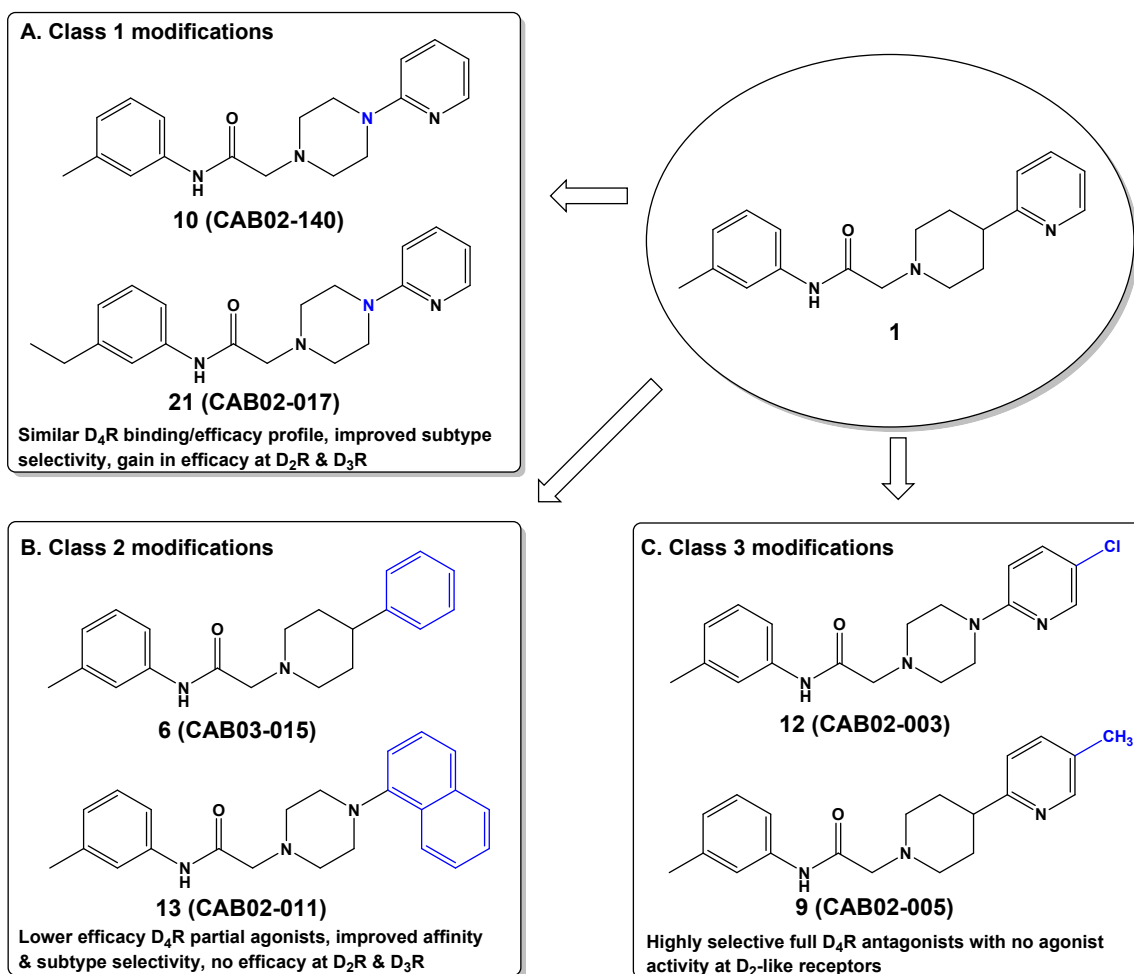 A. Class 1 modifications
O
N
N
N
N
H
10 (CAB02-140)
O
N
N
N
N
H
21 (CAB02-017)
Similar D₄R binding/efficacy profile, improved subtype
selectivity, gain in efficacy at D₂R & D₃R
O
N
N
N
H
1
B. Class 2 modifications
O
N
N
H
6 (CAB03-015)
O
N
N
N
H
13 (CAB02-011)
Lower efficacy D₄R partial agonists, improved affinity
& subtype selectivity, no efficacy at D₂R & D₃R
C. Class 3 modifications
Cl
O
N
N
N
N
H
12 (CAB02-003)
CH₃
O
N
N
N
H
9 (CAB02-005)
Highly selective full D₄R antagonists with no agonist
activity at D₂-like receptors